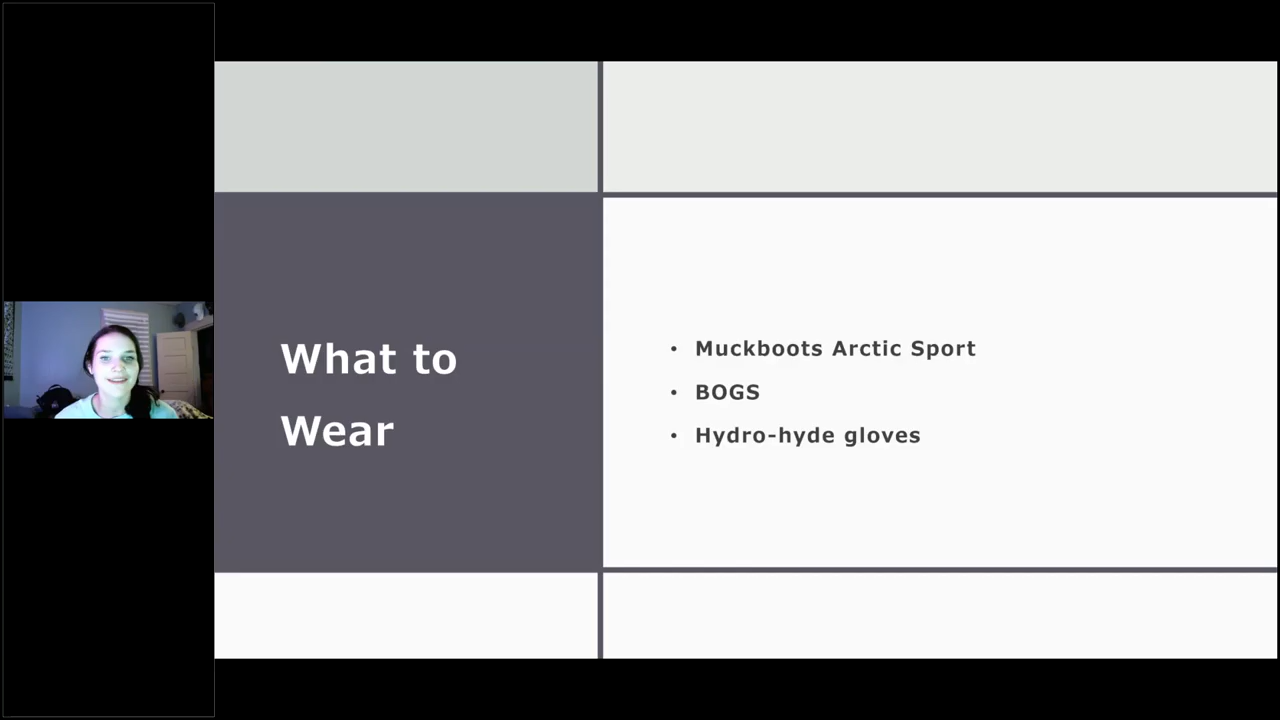 What to
Wear
• Muckboots Arctic Sport
• BOGS
• Hydro-hyde gloves